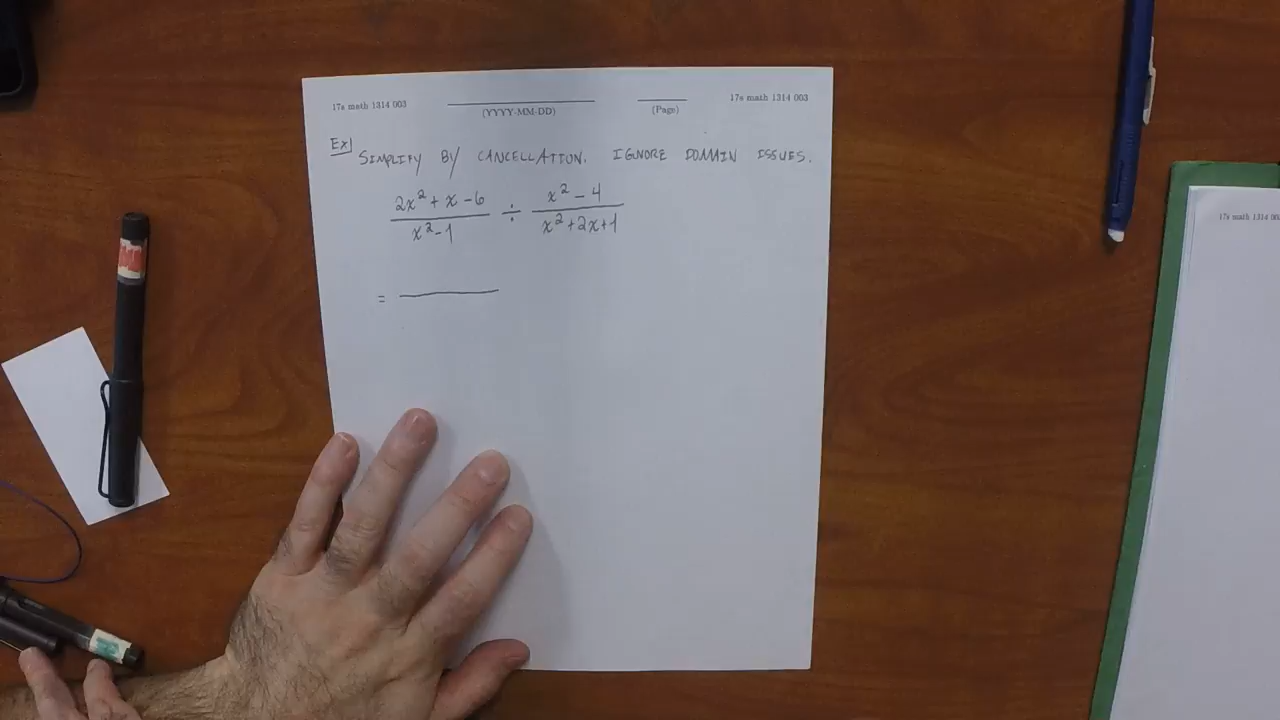 17s math 1314 003 (YYYY-MM-DD) (Page) 17s math 1314 003
Ex] SIMPLIFY BY CANCELLATION. IGNORE DOMAIN ISSUES.
2x² + x - 6 / x² - 1 ÷ x² - 4 / x² + 2x + 1
=
17s math 1314 00